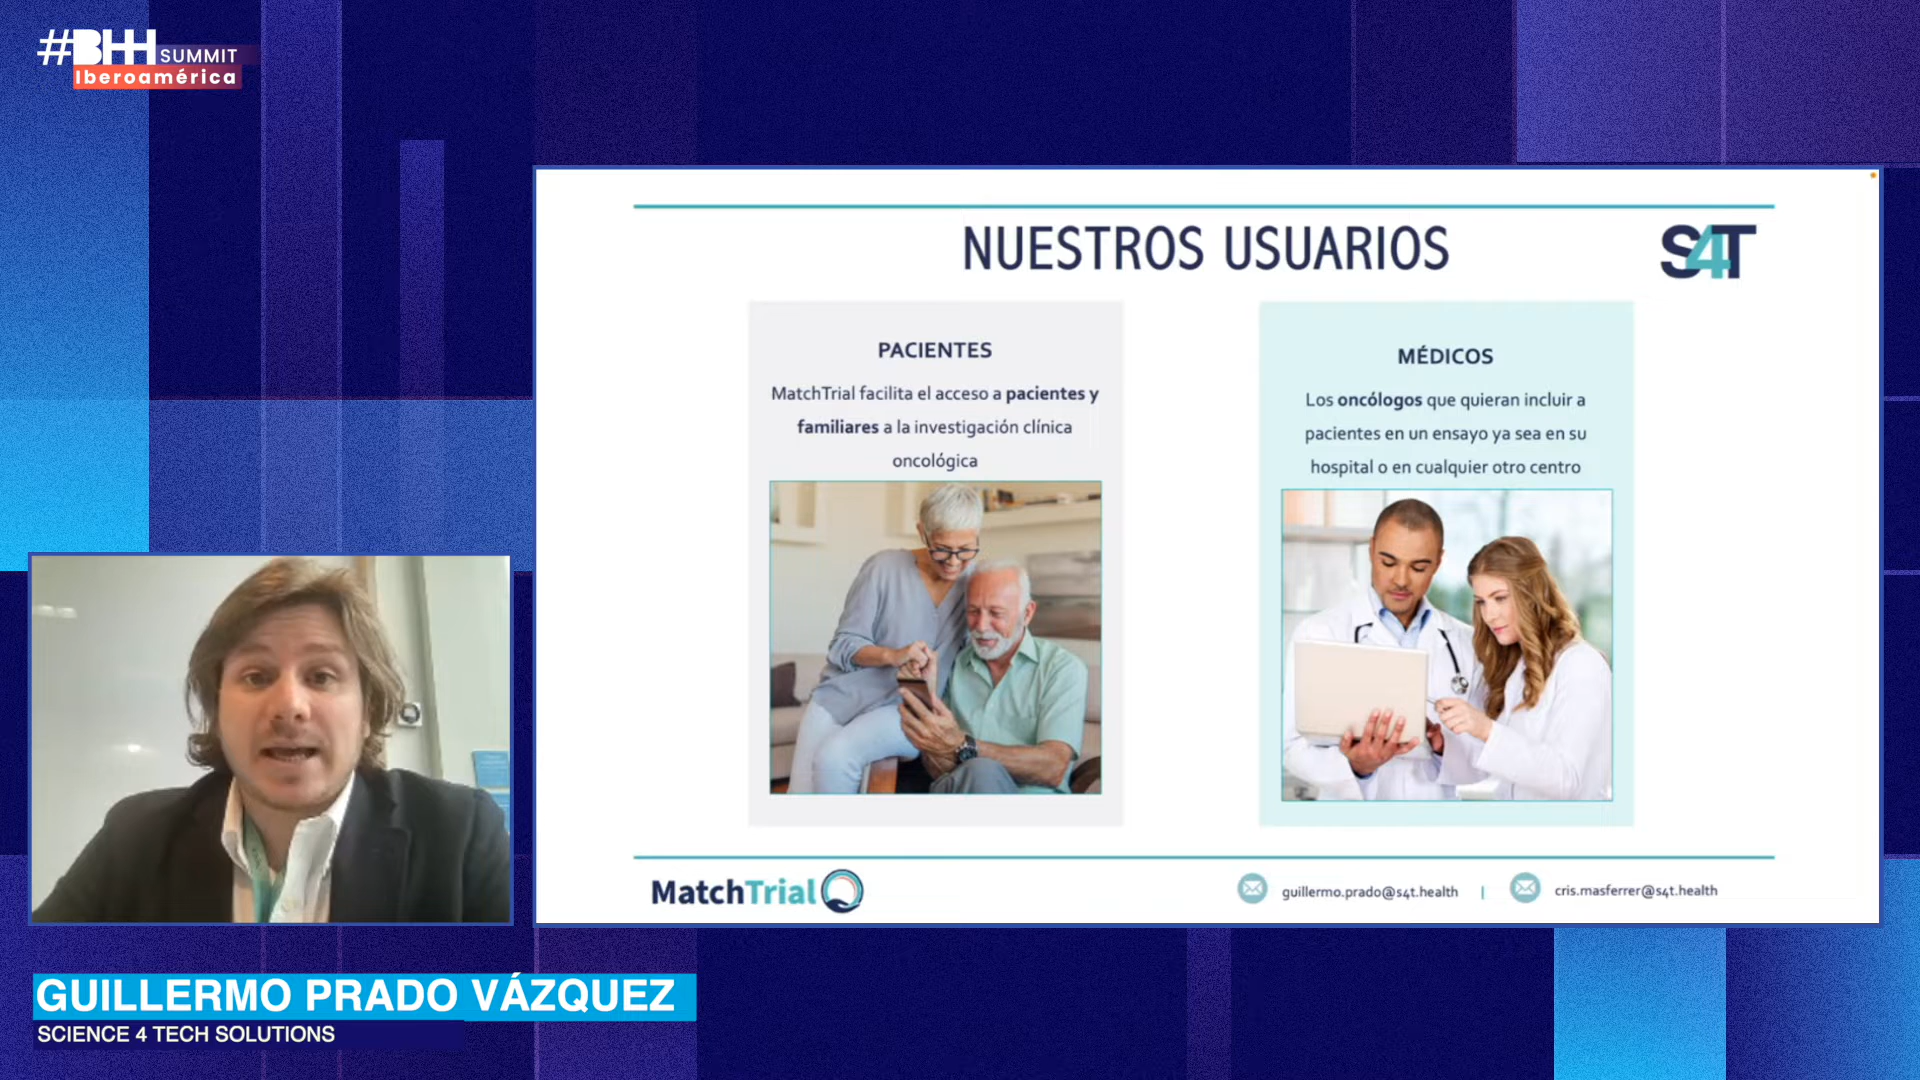 #BHH SUMMIT
Iberoamérica
NUESTROS USUARIOS
S4T
PACIENTES
MatchTrial facilita el acceso a pacientes y
familiares a la investigación clínica
oncológica
MÉDICOS
Los oncólogos que quieran incluir a
pacientes en un ensayo ya sea en su
hospital o en cualquier otro centro
MatchTrial
guillermo.prado@s4t.health | cris.masferrer@s4t.health
GUILLERMO PRADO VÁZQUEZ
SCIENCE 4 TECH SOLUTIONS